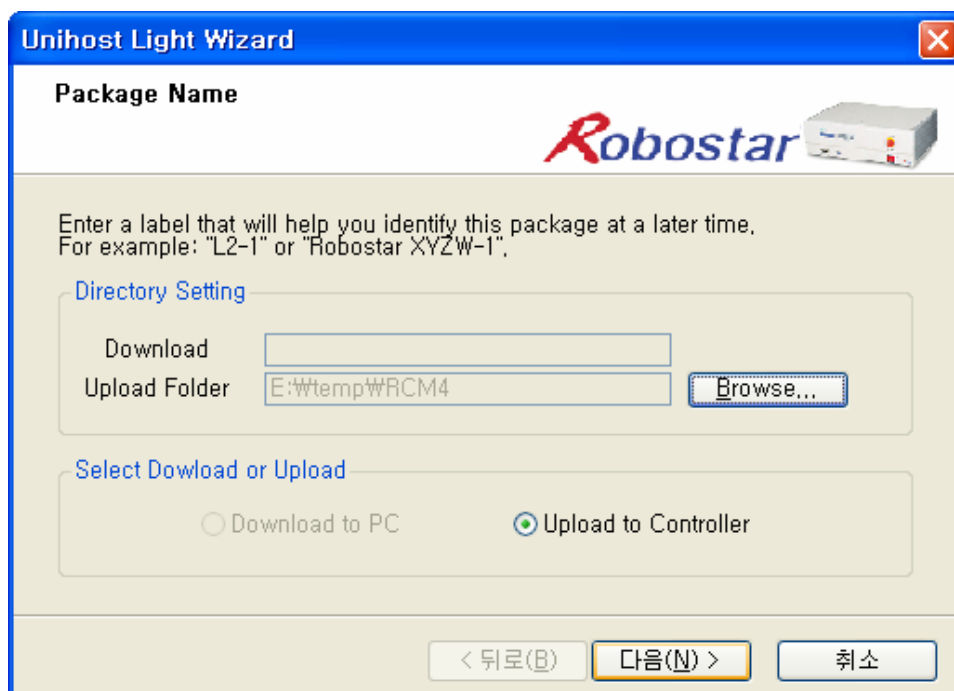 Unihost Light Wizard
Package Name
Robostar
Enter a label that will help you identify this package at a later time,
For example: "L2-1" or "Robostar XYZW-1",
Directory Setting
Download
Upload Folder E:₩temp₩RCM4 Browse,,,
Select Dowload or Upload
Download to PC Upload to Controller
< 뒤로(B) 다음(N) > 취소